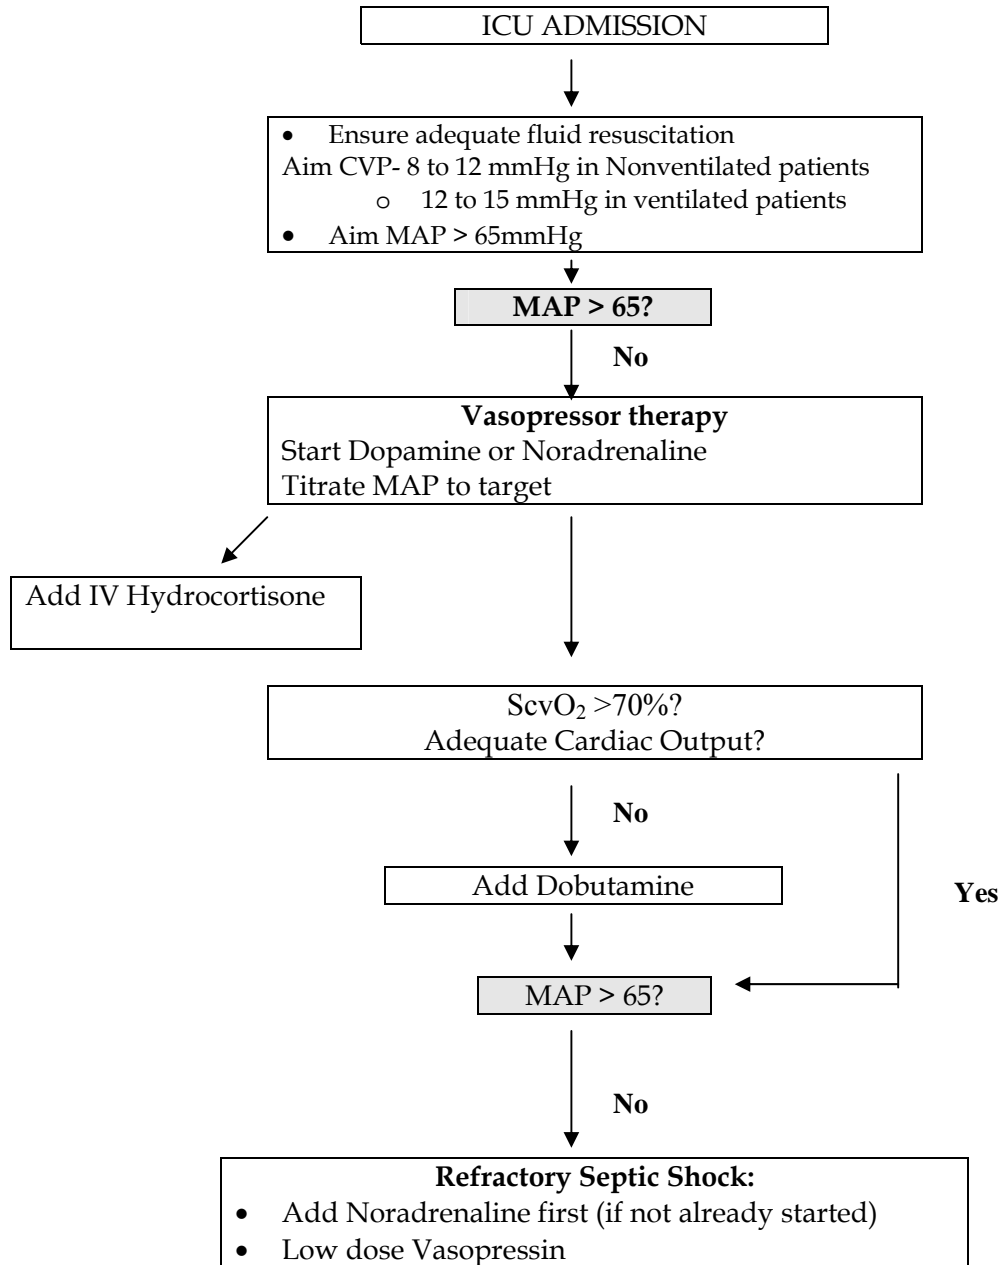 ICU ADMISSION
• Ensure adequate fluid resuscitation
Aim CVP- 8 to 12 mmHg in Nonventilated patients
o 12 to 15 mmHg in ventilated patients
• Aim MAP > 65mmHg
MAP > 65?
No
Vasopressor therapy
Start Dopamine or Noradrenaline
Titrate MAP to target
Add IV Hydrocortisone
ScvO₂ >70%?
Adequate Cardiac Output?
No
Add Dobutamine
Yes
MAP > 65?
No
Refractory Septic Shock:
• Add Noradrenaline first (if not already started)
• Low dose Vasopressin